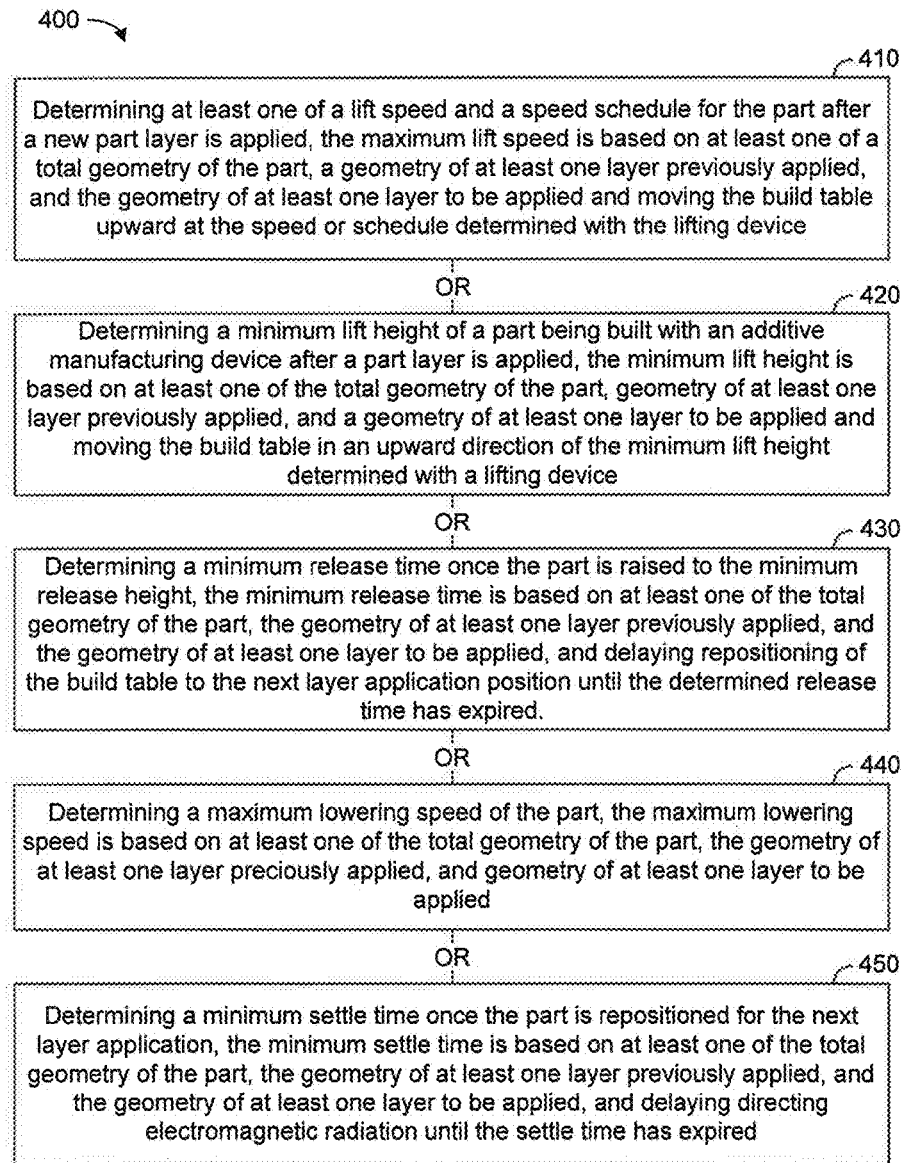 400
410
Determining at least one of a lift speed and a speed schedule for the part after
a new part layer is applied, the maximum lift speed is based on at least one of a
total geometry of the part, a geometry of at least one layer previously applied,
and the geometry of at least one layer to be applied and moving the build table
upward at the speed or schedule determined with the lifting device
OR
420
Determining a minimum lift height of a part being built with an additive
manufacturing device after a part layer is applied, the minimum lift height is
based on at least one of the total geometry of the part, geometry of at least one
layer previously applied, and a geometry of at least one layer to be applied and
moving the build table in an upward direction of the minimum lift height
determined with a lifting device
OR
430
Determining a minimum release time once the part is raised to the minimum
release height, the minimum release time is based on at least one of the total
geometry of the part, the geometry of at least one layer previously applied, and
the geometry of at least one layer to be applied, and delaying repositioning of
the build table to the next layer application position until the determined release
time has expired.
OR
440
Determining a maximum lowering speed of the part, the maximum lowering
speed is based on at least one of the total geometry of the part, the geometry of
at least one layer preciously applied, and geometry of at least one layer to be
applied
OR
450
Determining a minimum settle time once the part is repositioned for the next
layer application, the minimum settle time is based on at least one of the total
geometry of the part, the geometry of at least one layer previously applied, and
the geometry of at least one layer to be applied, and delaying directing
electromagnetic radiation until the settle time has expired